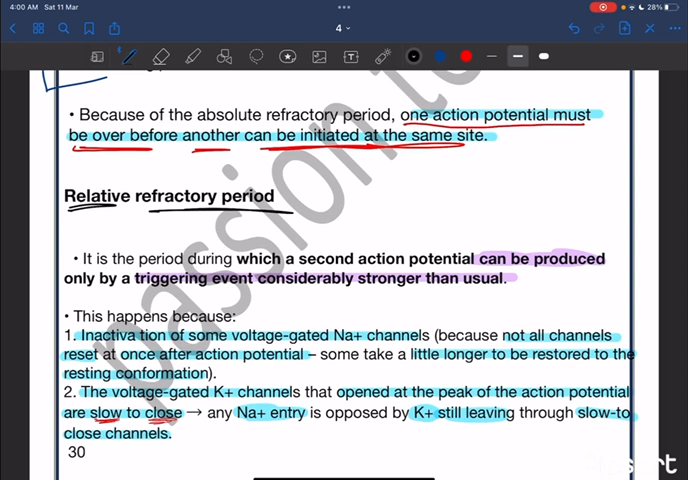 4:00 AM Sat 11 Mar
28%
4
• Because of the absolute refractory period, one action potential must
be over before another can be initiated at the same site.
Relative refractory period
• It is the period during which a second action potential can be produced
only by a triggering event considerably stronger than usual.
• This happens because:
1. Inactivation of some voltage-gated Na+ channels (because not all channels
reset at once after action potential – some take a little longer to be restored to the
resting conformation).
2. The voltage-gated K+ channels that opened at the peak of the action potential
are slow to close → any Na+ entry is opposed by K+ still leaving through slow-to
close channels.
30
passion to